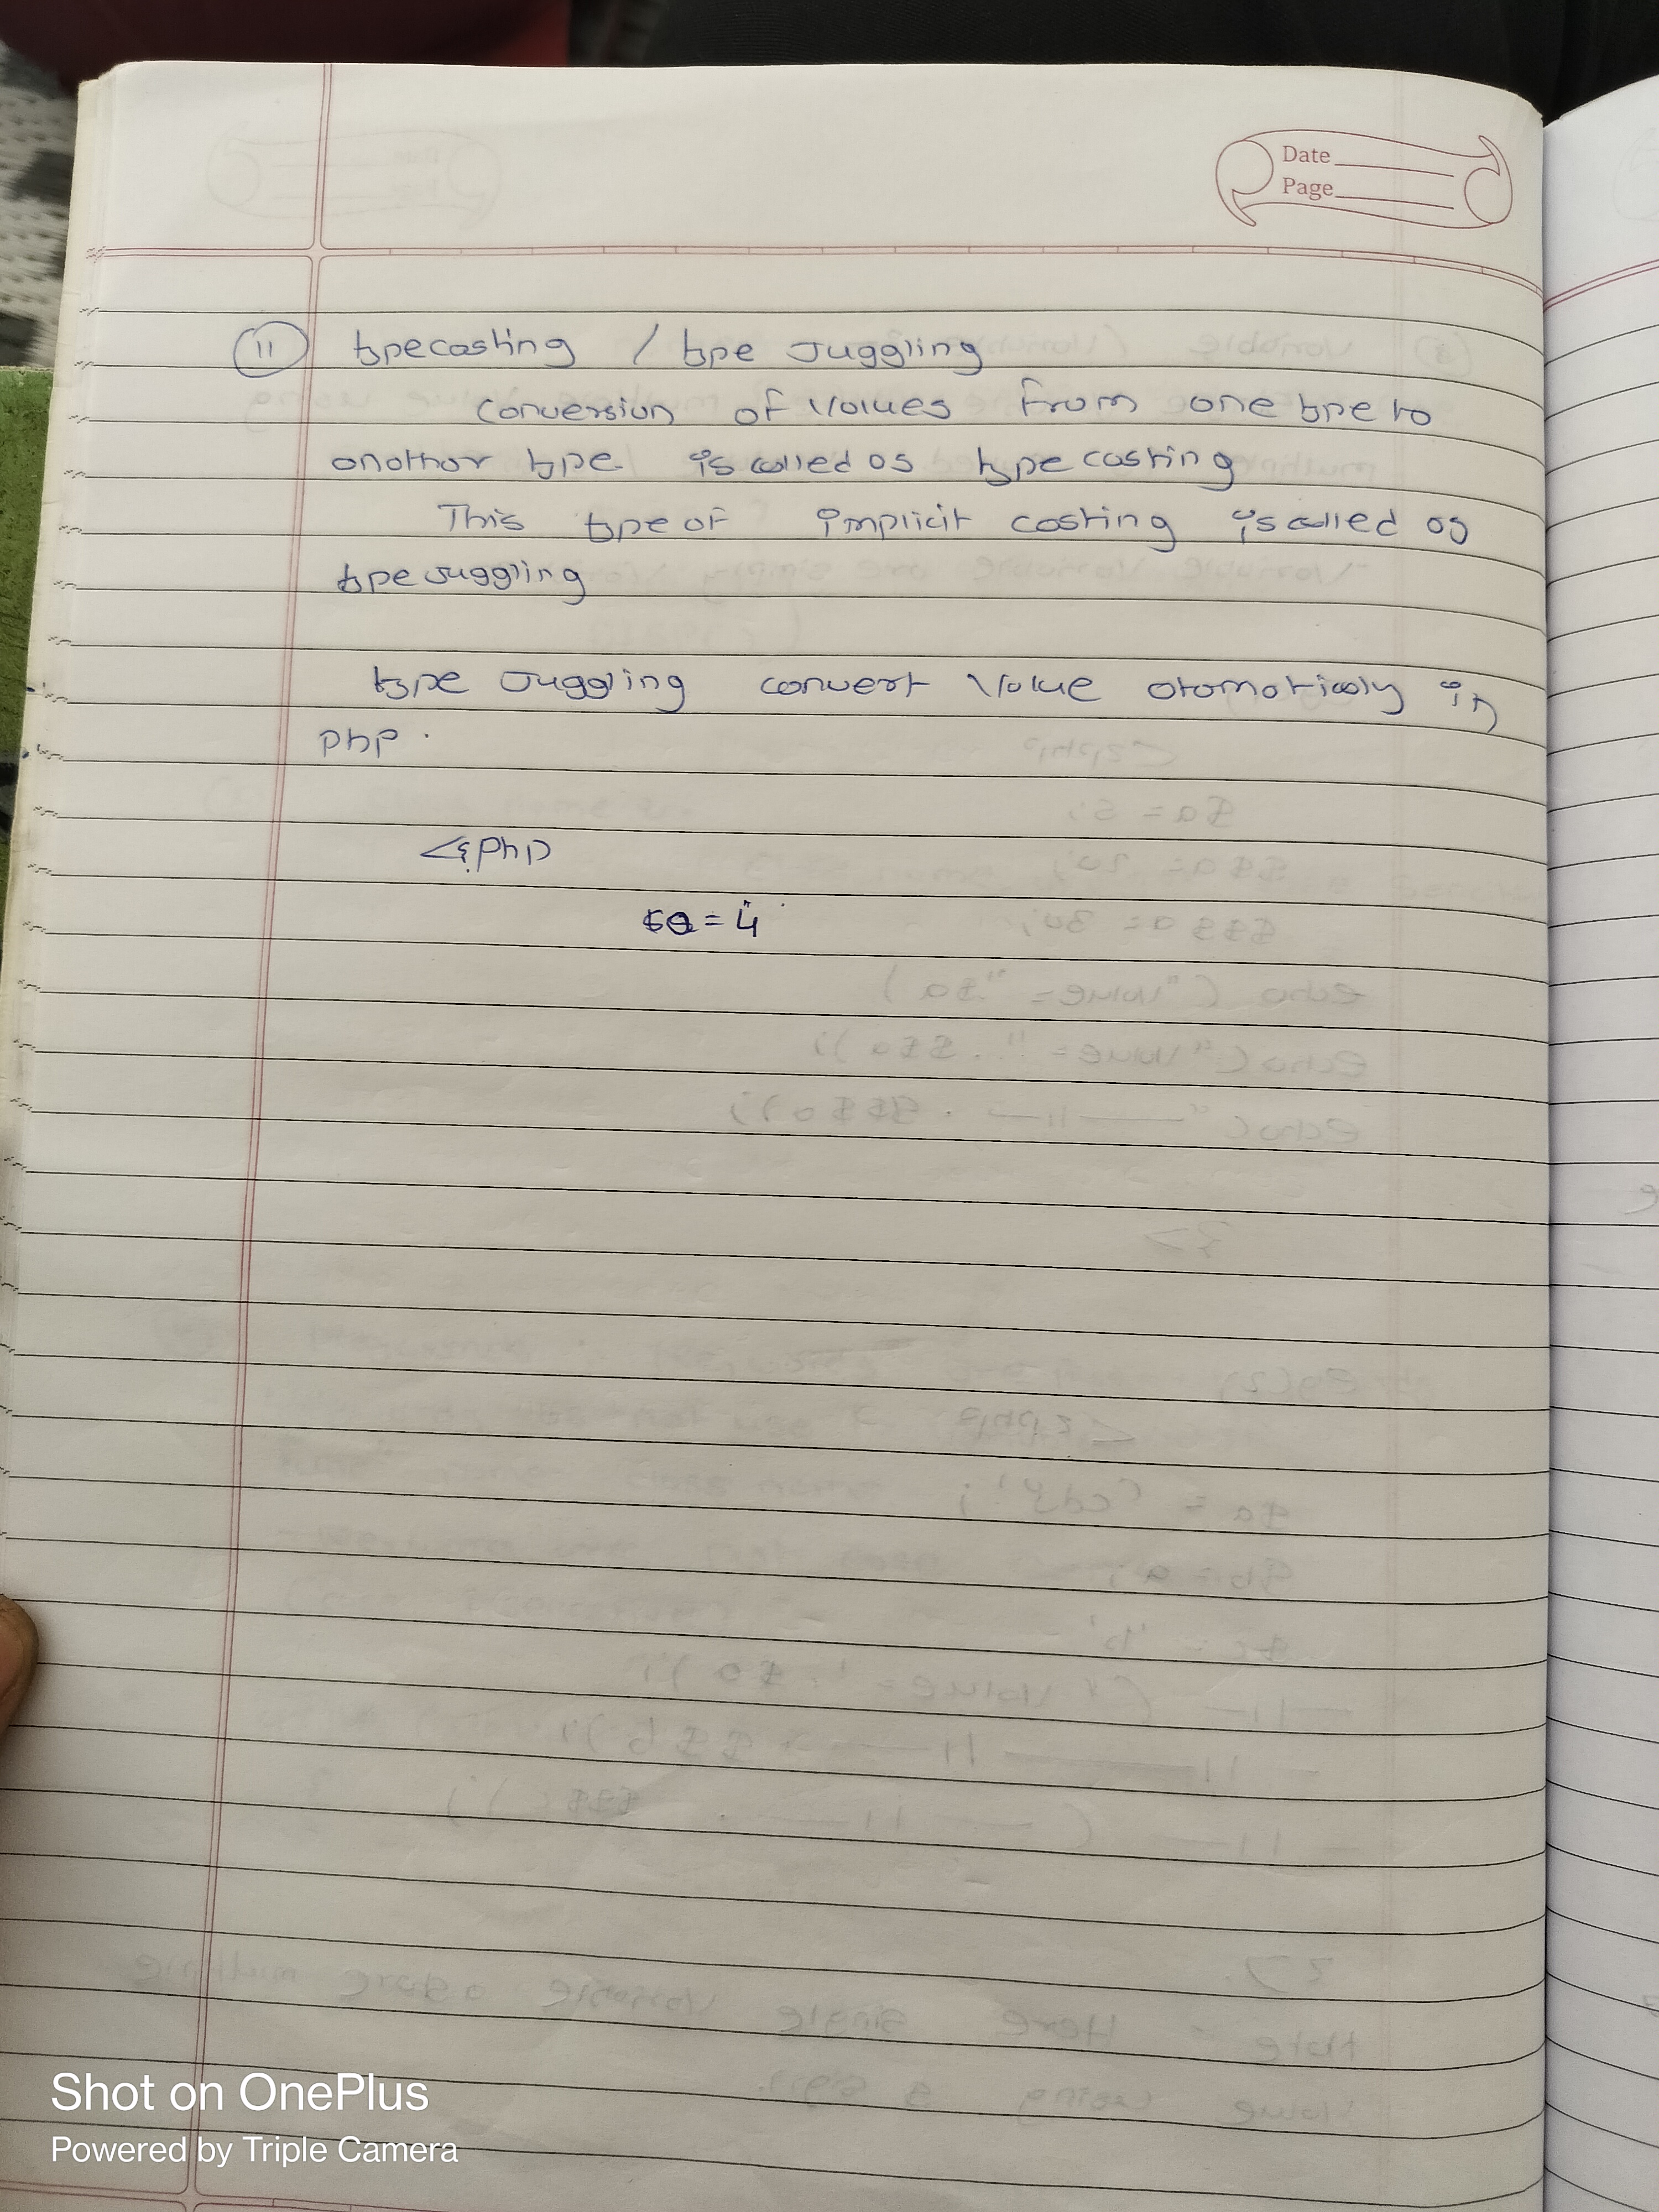 Date
Page
11 typecasting / type Juggling
conversion of values from one type to
another type is called as type casting
This type of implicit casting is called as
type juggling
type Juggling convert value otomaticaly in
php.
<?php
$a = 4
Shot on OnePlus
Powered by Triple Camera